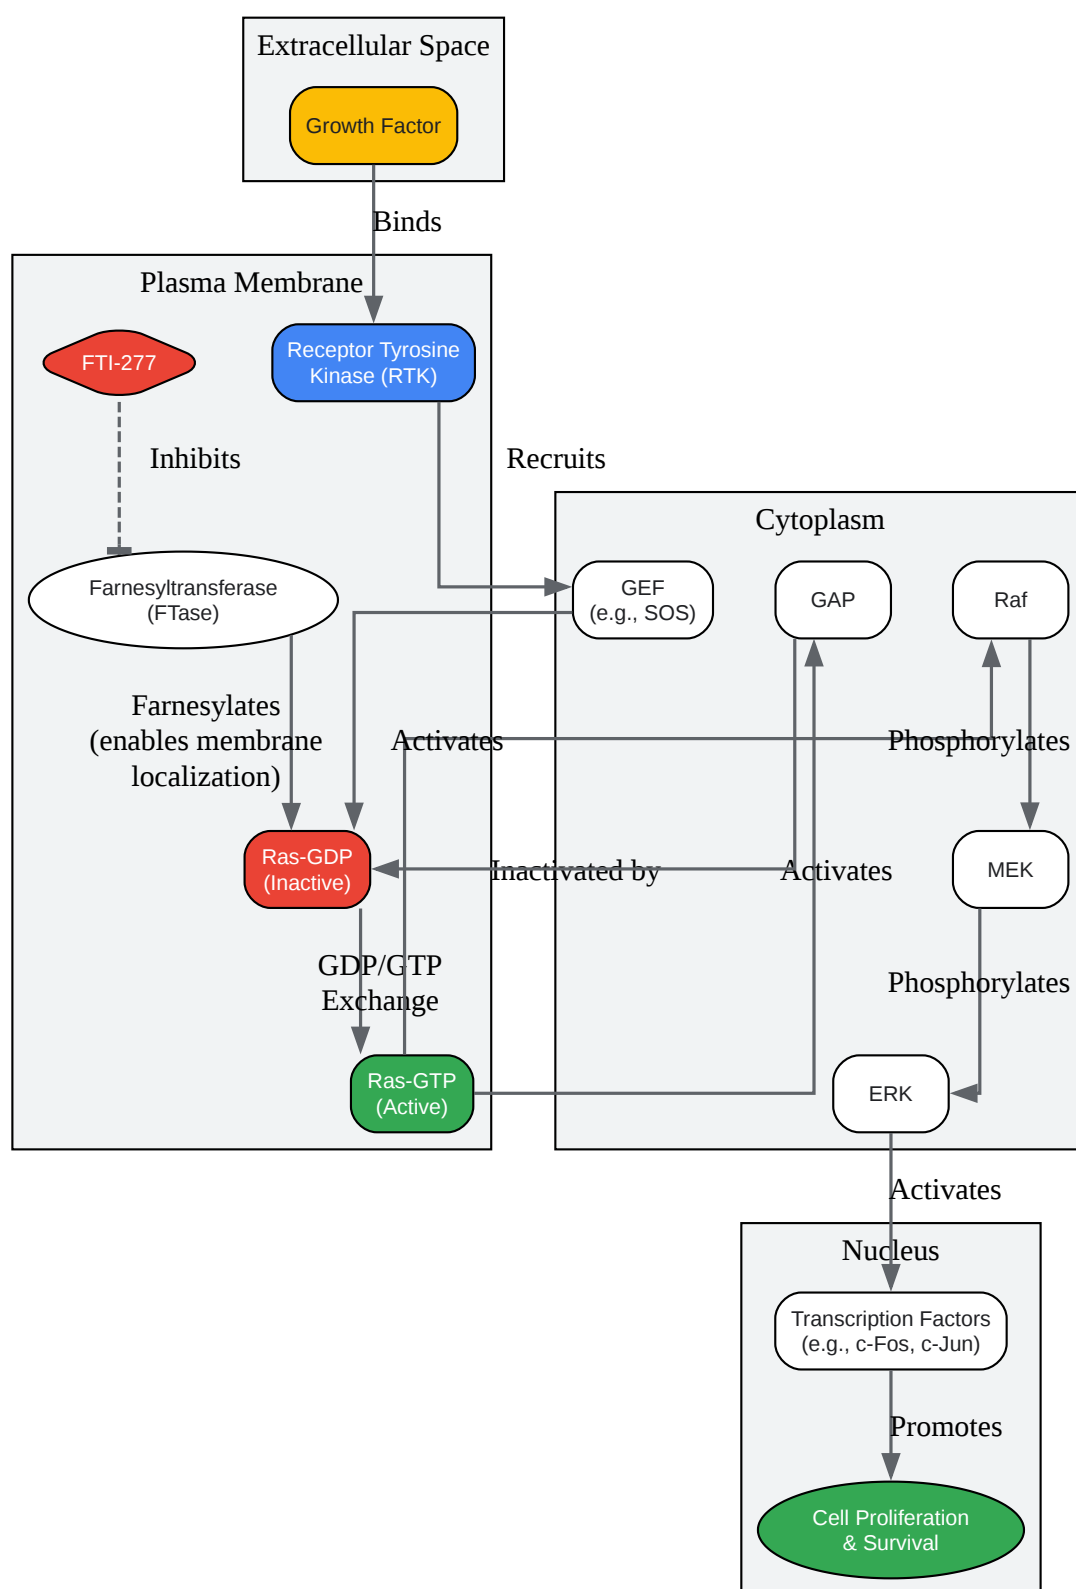 Extracellular Space
Growth Factor
Binds
Plasma Membrane
FTI-277
Receptor Tyrosine
Kinase (RTK)
Inhibits
Recruits
Cytoplasm
Farnesyltransferase
(FTase)
GEF
(e.g., SOS)
GAP
Raf
Farnesylates
(enables membrane
localization)
Activates
Phosphorylates
Ras-GDP
(Inactive)
Inactivated by
Activates
MEK
GDP/GTP
Exchange
Phosphorylates
Ras-GTP
(Active)
ERK
Activates
Nucleus
Transcription Factors
(e.g., c-Fos, c-Jun)
Promotes
Cell Proliferation
& Survival